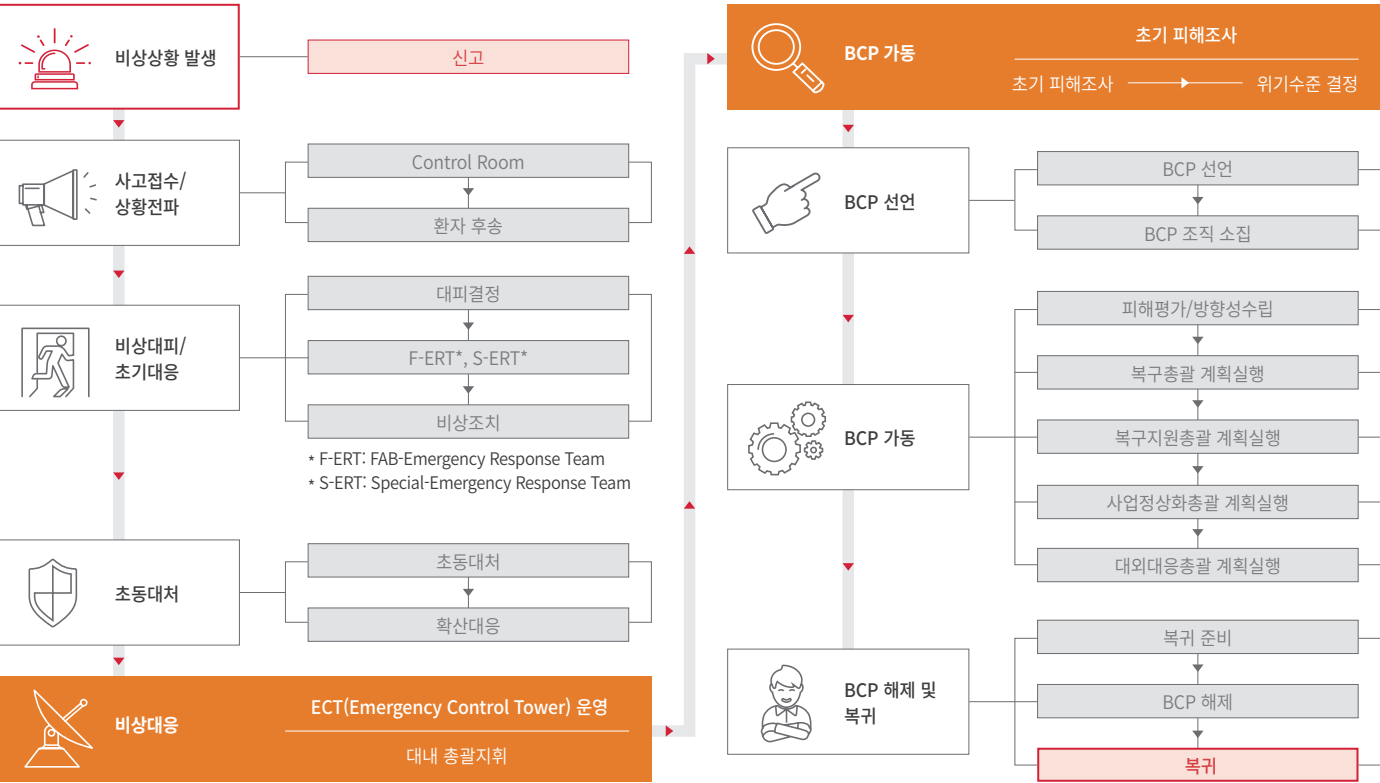 비상상황 발생
신고
사고접수/
상황전파
Control Room
환자 후송
비상대피/
초기대응
대피결정
F-ERT*, S-ERT*
비상조치
* F-ERT: FAB-Emergency Response Team
* S-ERT: Special-Emergency Response Team
초동대처
초동대처
확산대응
비상대응
ECT(Emergency Control Tower) 운영
대내 총괄지휘
BCP 가동
초기 피해조사
초기 피해조사
위기수준 결정
BCP 선언
BCP 선언
BCP 조직 소집
BCP 가동
피해평가/방향성수립
복구총괄 계획실행
복구지원총괄 계획실행
사업정상화총괄 계획실행
대외대응총괄 계획실행
BCP 해제 및
복귀
복귀 준비
BCP 해제
복귀